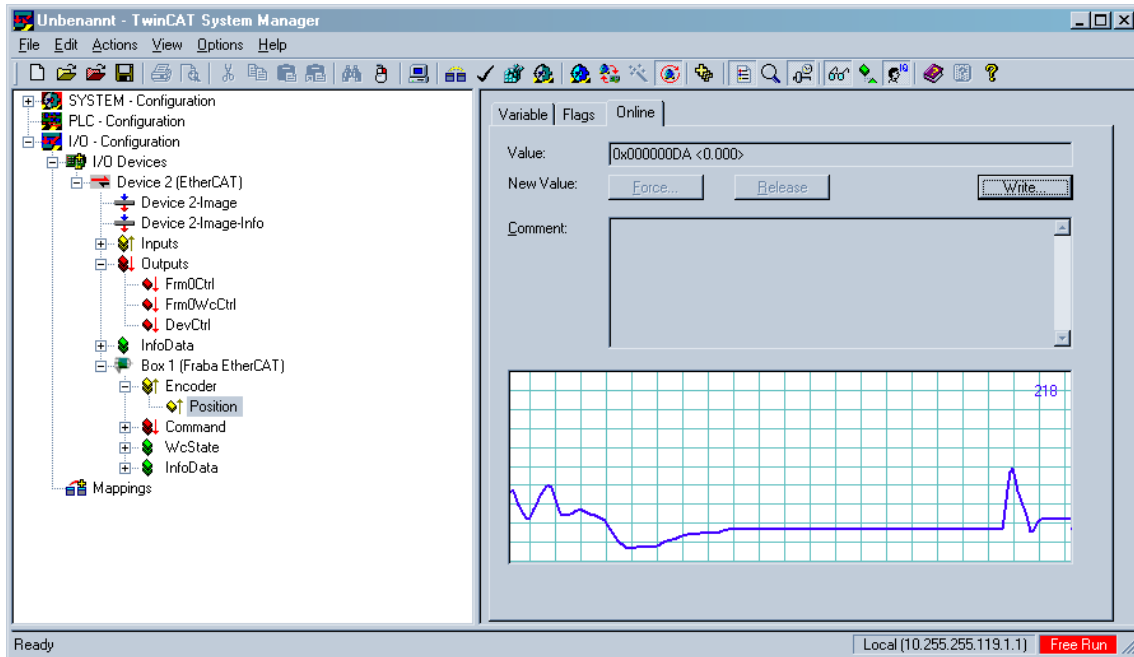 Unbenannt - TwinCAT System Manager
File Edit Actions View Options Help
SYSTEM - Configuration
PLC - Configuration
I/O - Configuration
I/O Devices
Device 2 (EtherCAT)
Device 2-Image
Device 2-Image-Info
Inputs
Outputs
Frm0Ctrl
Frm0WcCtrl
DevCtrl
InfoData
Box 1 (Fraba EtherCAT)
Encoder
Position
Command
WcState
InfoData
Mappings
Variable Flags Online
Value: 0x000000DA <0.000>
New Value: Force... Release Write...
Comment:
218
Ready Local (10.255.255.119.1.1) Free Run